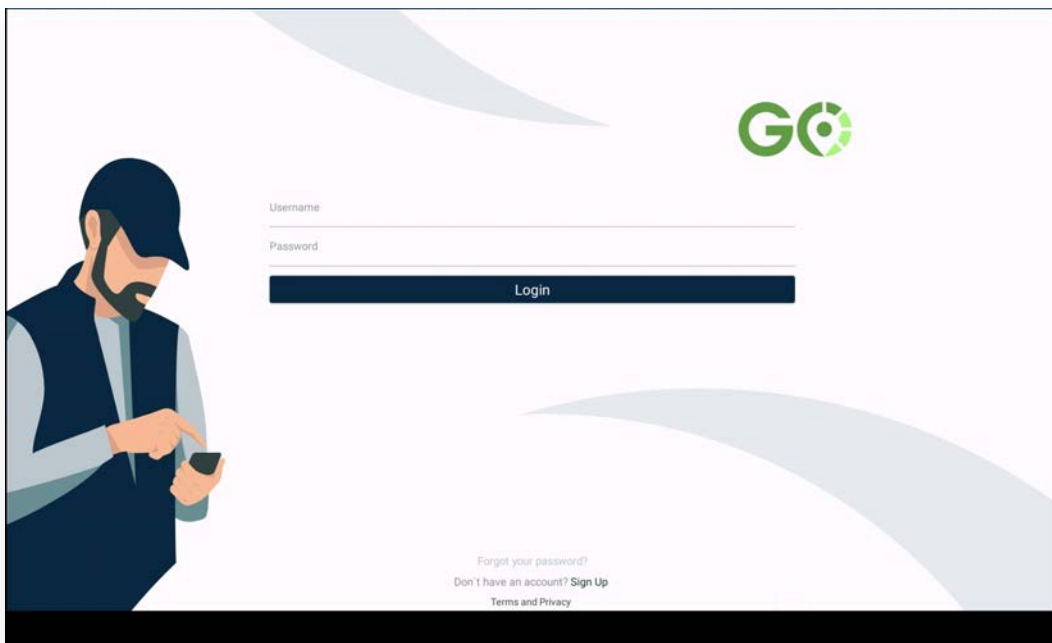 GO
Username
Password
Login
Forgot your password?
Don`t have an account? Sign Up
Terms and Privacy